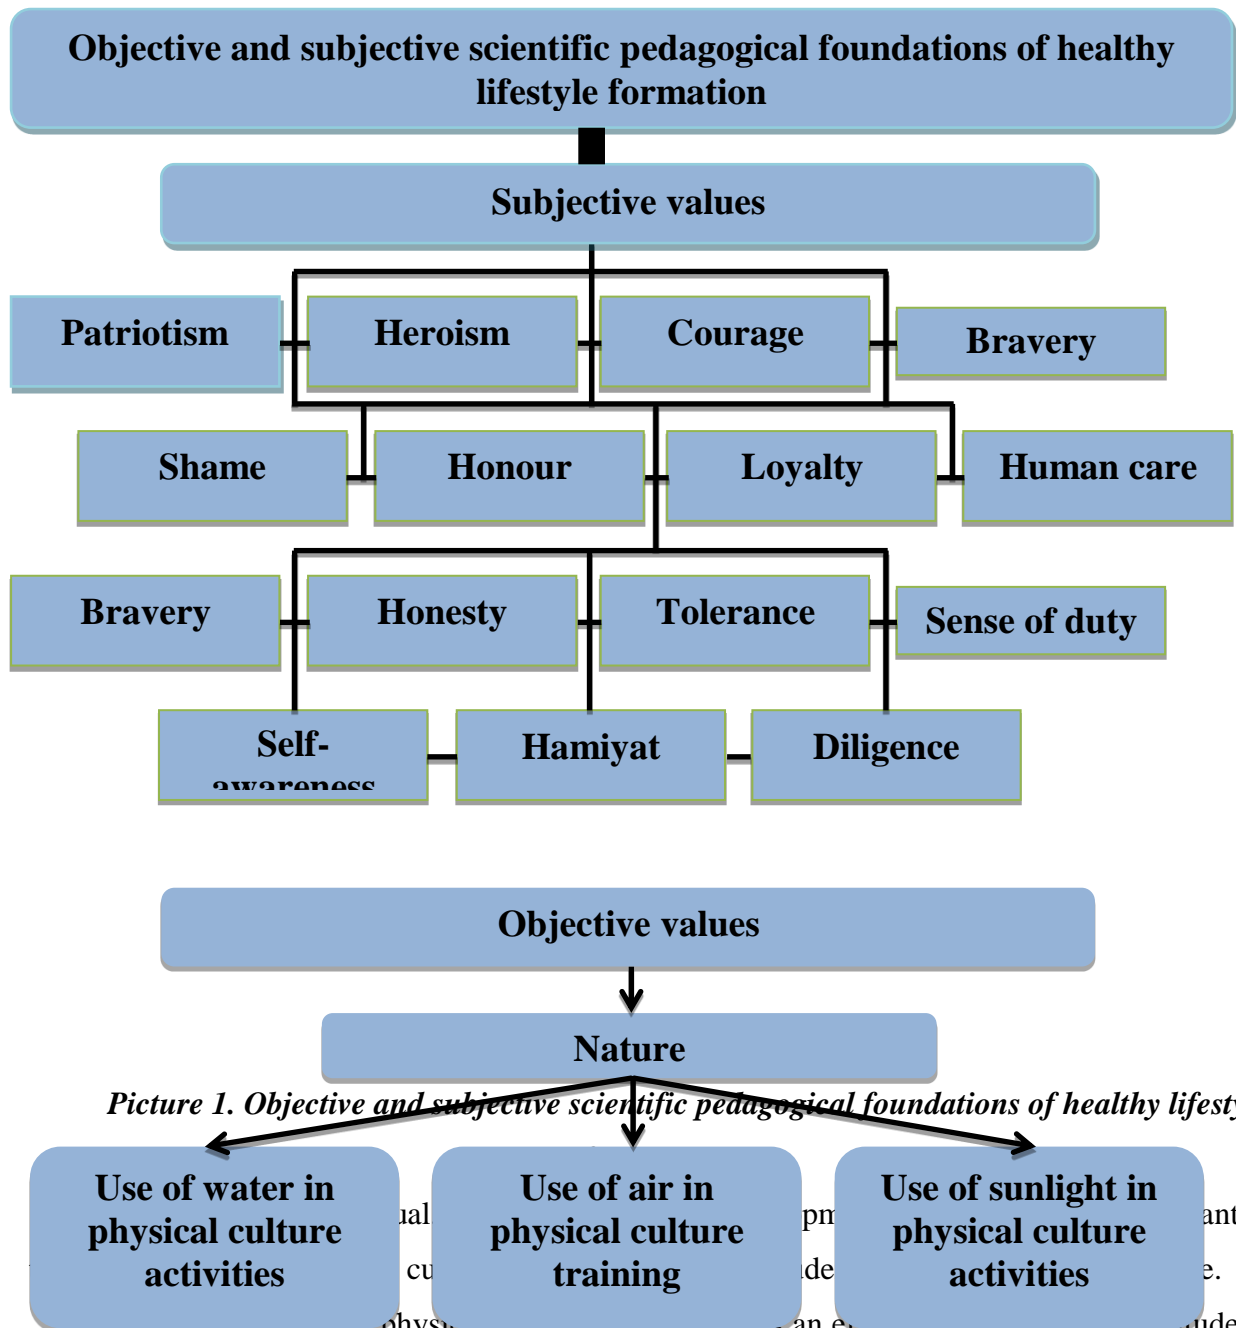 Objective and subjective scientific pedagogical foundations of healthy
lifestyle formation
Subjective values
Patriotism
Heroism
Courage
Bravery
Shame
Honour
Loyalty
Human care
Bravery
Honesty
Tolerance
Sense of duty
Self-
awareness
Hamiyat
Diligence
Objective values
Nature
Picture 1. Objective and subjective scientific pedagogical foundations of healthy
Use of water in
physical culture
activities
Use of air in
physical culture
training
Use of sunlight in
physical culture
activities